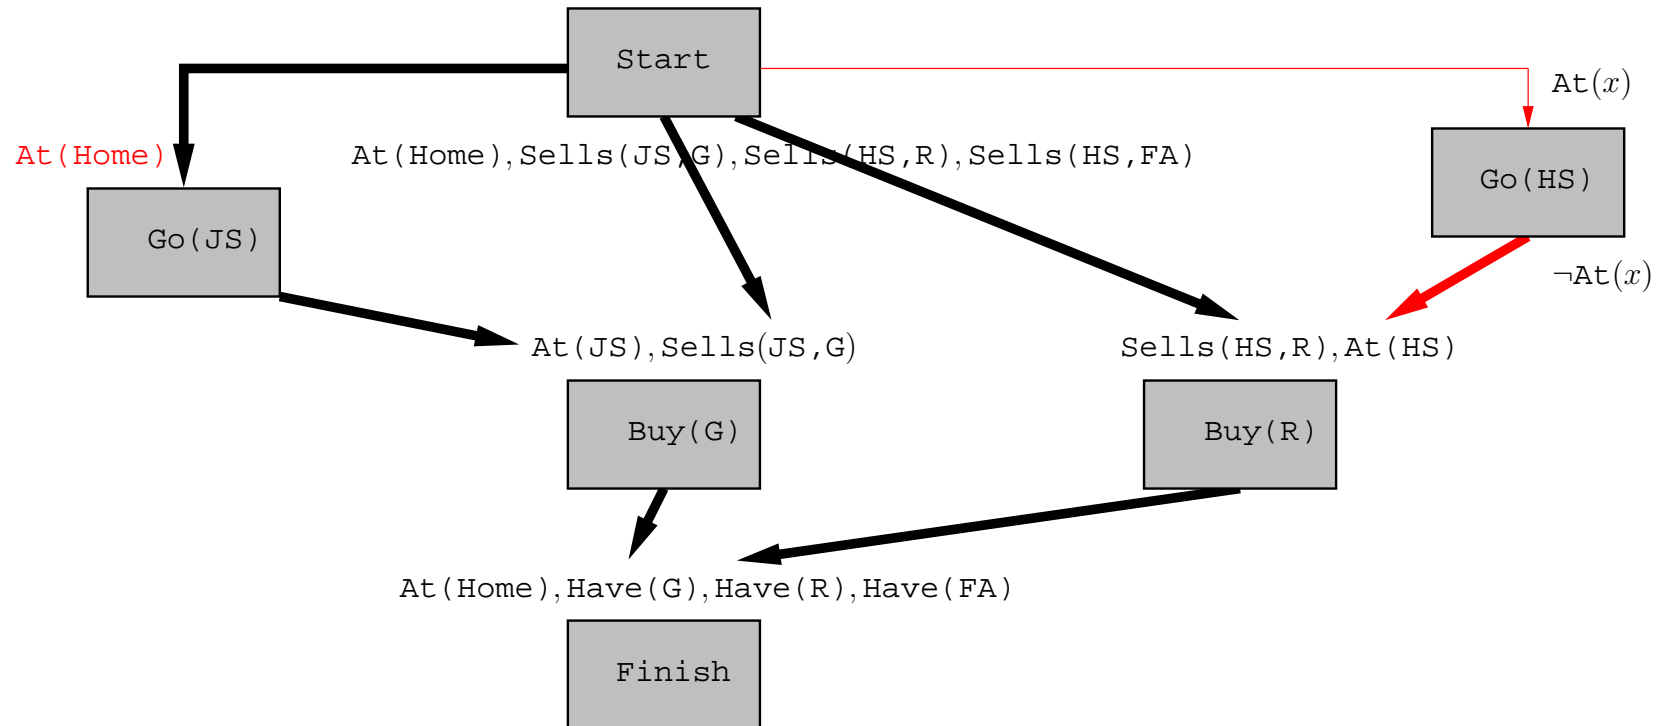 Start
At(x)
At(Home)
At(Home),Sells(JS,G),Sells(HS,R),Sells(HS,FA)
Go(HS)
Go(JS)
¬At(x)
At(JS),Sells(JS,G)
Sells(HS,R),At(HS)
Buy(G)
Buy(R)
At(Home),Have(G),Have(R),Have(FA)
Finish